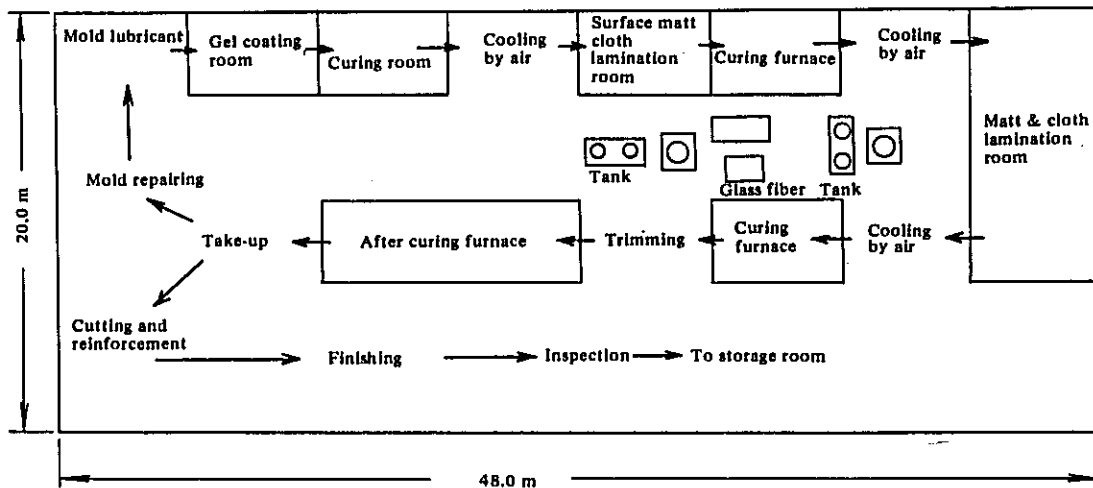 Mold lubricant
Gel coating
room
Curing room
Cooling
by air
Surface matt
cloth
lamination
room
Curing furnace
Cooling
by air
Matt & cloth
lamination
room
Tank
Glass fiber
Tank
Mold repairing
20.0 m
Take-up
After curing furnace
Trimming
Curing
furnace
Cooling
by air
Cutting and
reinforcement
Finishing
Inspection
To storage room
48.0 m